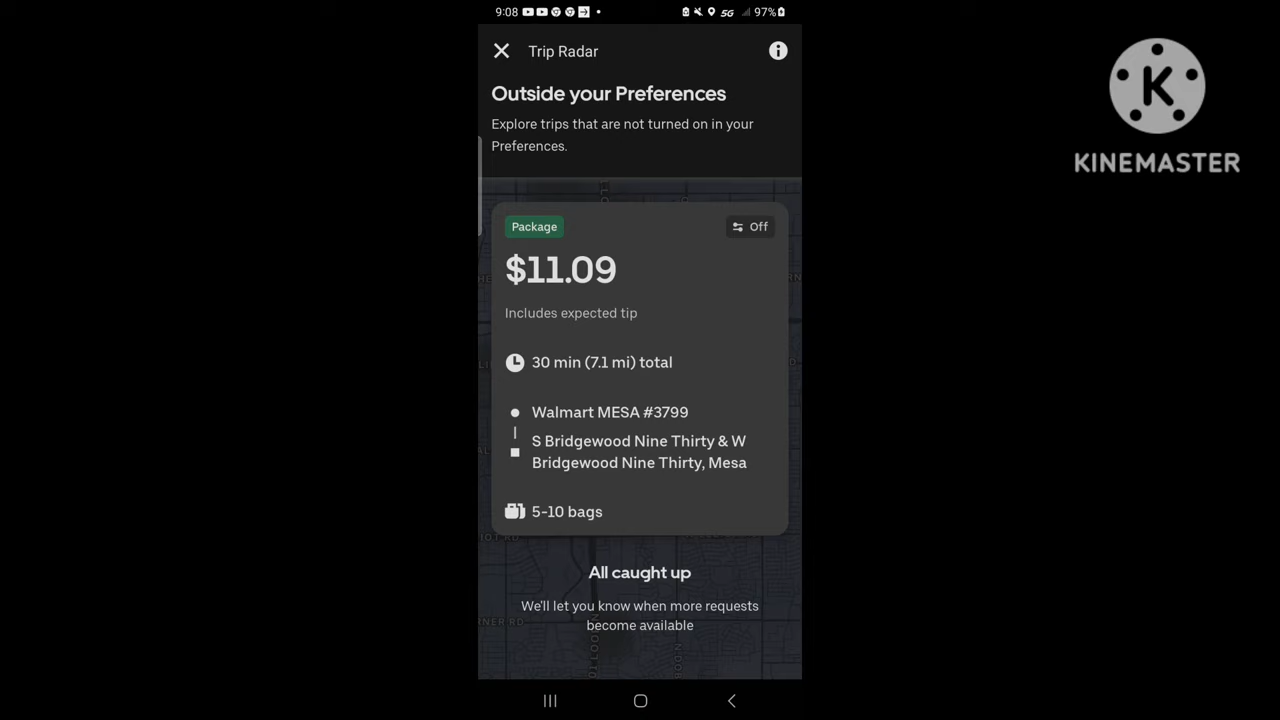 9:08
5G
97%
Trip Radar
Outside your Preferences
Explore trips that are not turned on in your
Preferences.
K
KINEMASTER
Package
Off
$11.09
Includes expected tip
30 min (7.1 mi) total
Walmart MESA #3799
S Bridgewood Nine Thirty & W
Bridgewood Nine Thirty, Mesa
5-10 bags
All caught up
We'll let you know when more requests
become available